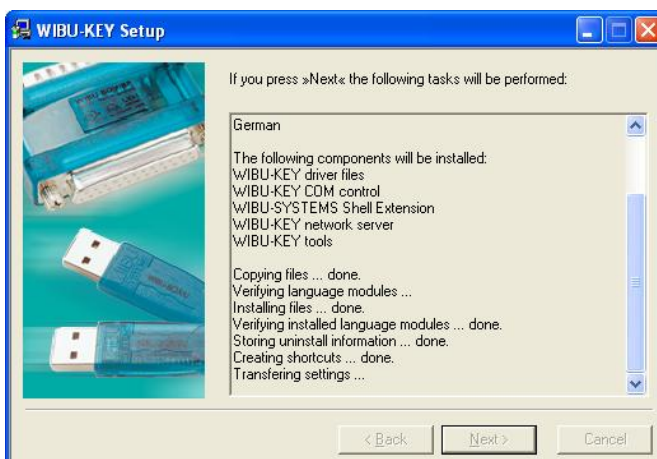 WIBU-KEY Setup
If you press »Next« the following tasks will be performed:
German
The following components will be installed:
WIBU-KEY driver files
WIBU-KEY COM control
WIBU-SYSTEMS Shell Extension
WIBU-KEY network server
WIBU-KEY tools
Copying files ... done.
Verifying language modules ...
Installing files ... done.
Verifying installed language modules ... done.
Storing uninstall information ... done.
Creating shortcuts ... done.
Transfering settings ...
< Back
Next >
Cancel